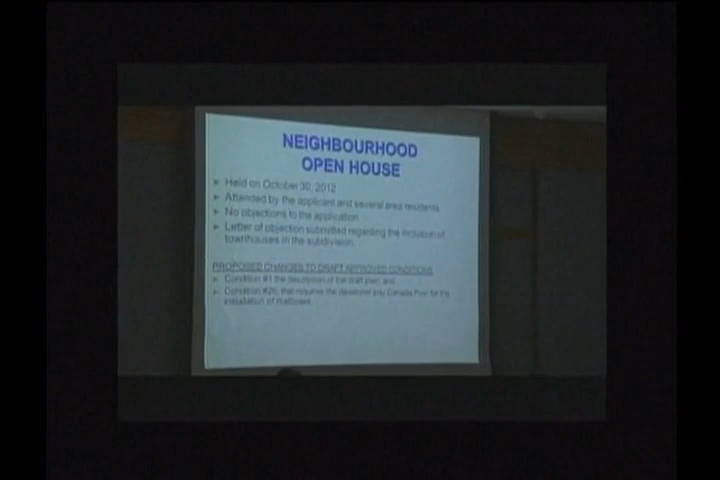 NEIGHBOURHOOD
OPEN HOUSE
Held on October 30, 2012
Attended by the applicant and several area residents
No objections to the application
Letter of objection submitted regarding the inclusion of
townhouses in the subdivision.
PROPOSED CHANGES TO DRAFT APPROVED CONDITIONS
Condition #1 the description of the draft plan; and
Condition #26, that requires the developer pay Canada Post for the
installation of mailboxes